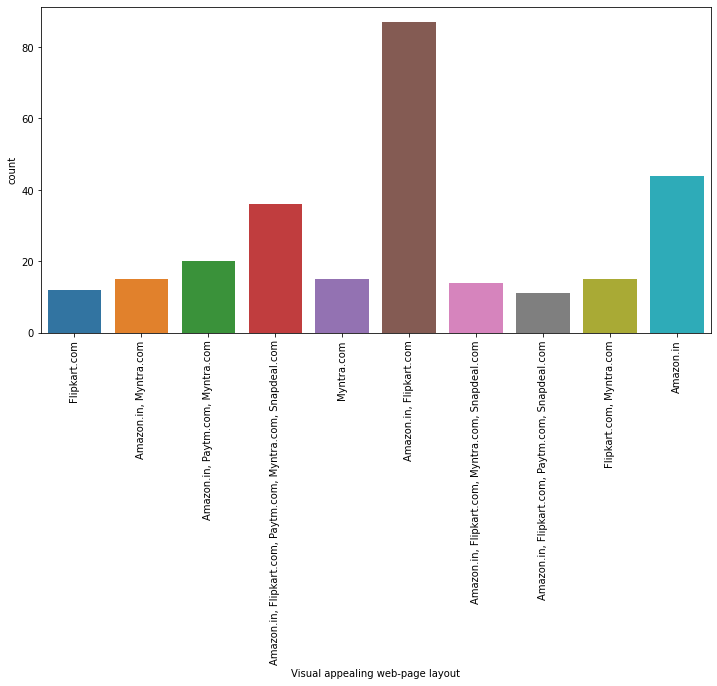 80
60
40
20
0
count
Flipkart.com
Amazon.in, Myntra.com
Amazon.in, Paytm.com, Myntra.com
Amazon.in, Flipkart.com, Paytm.com, Myntra.com, Snapdeal.com
Myntra.com
Amazon.in, Flipkart.com
Amazon.in, Flipkart.com, Myntra.com, Snapdeal.com
Amazon.in, Flipkart.com, Paytm.com, Snapdeal.com
Flipkart.com, Myntra.com
Amazon.in
Visual appealing web-page layout